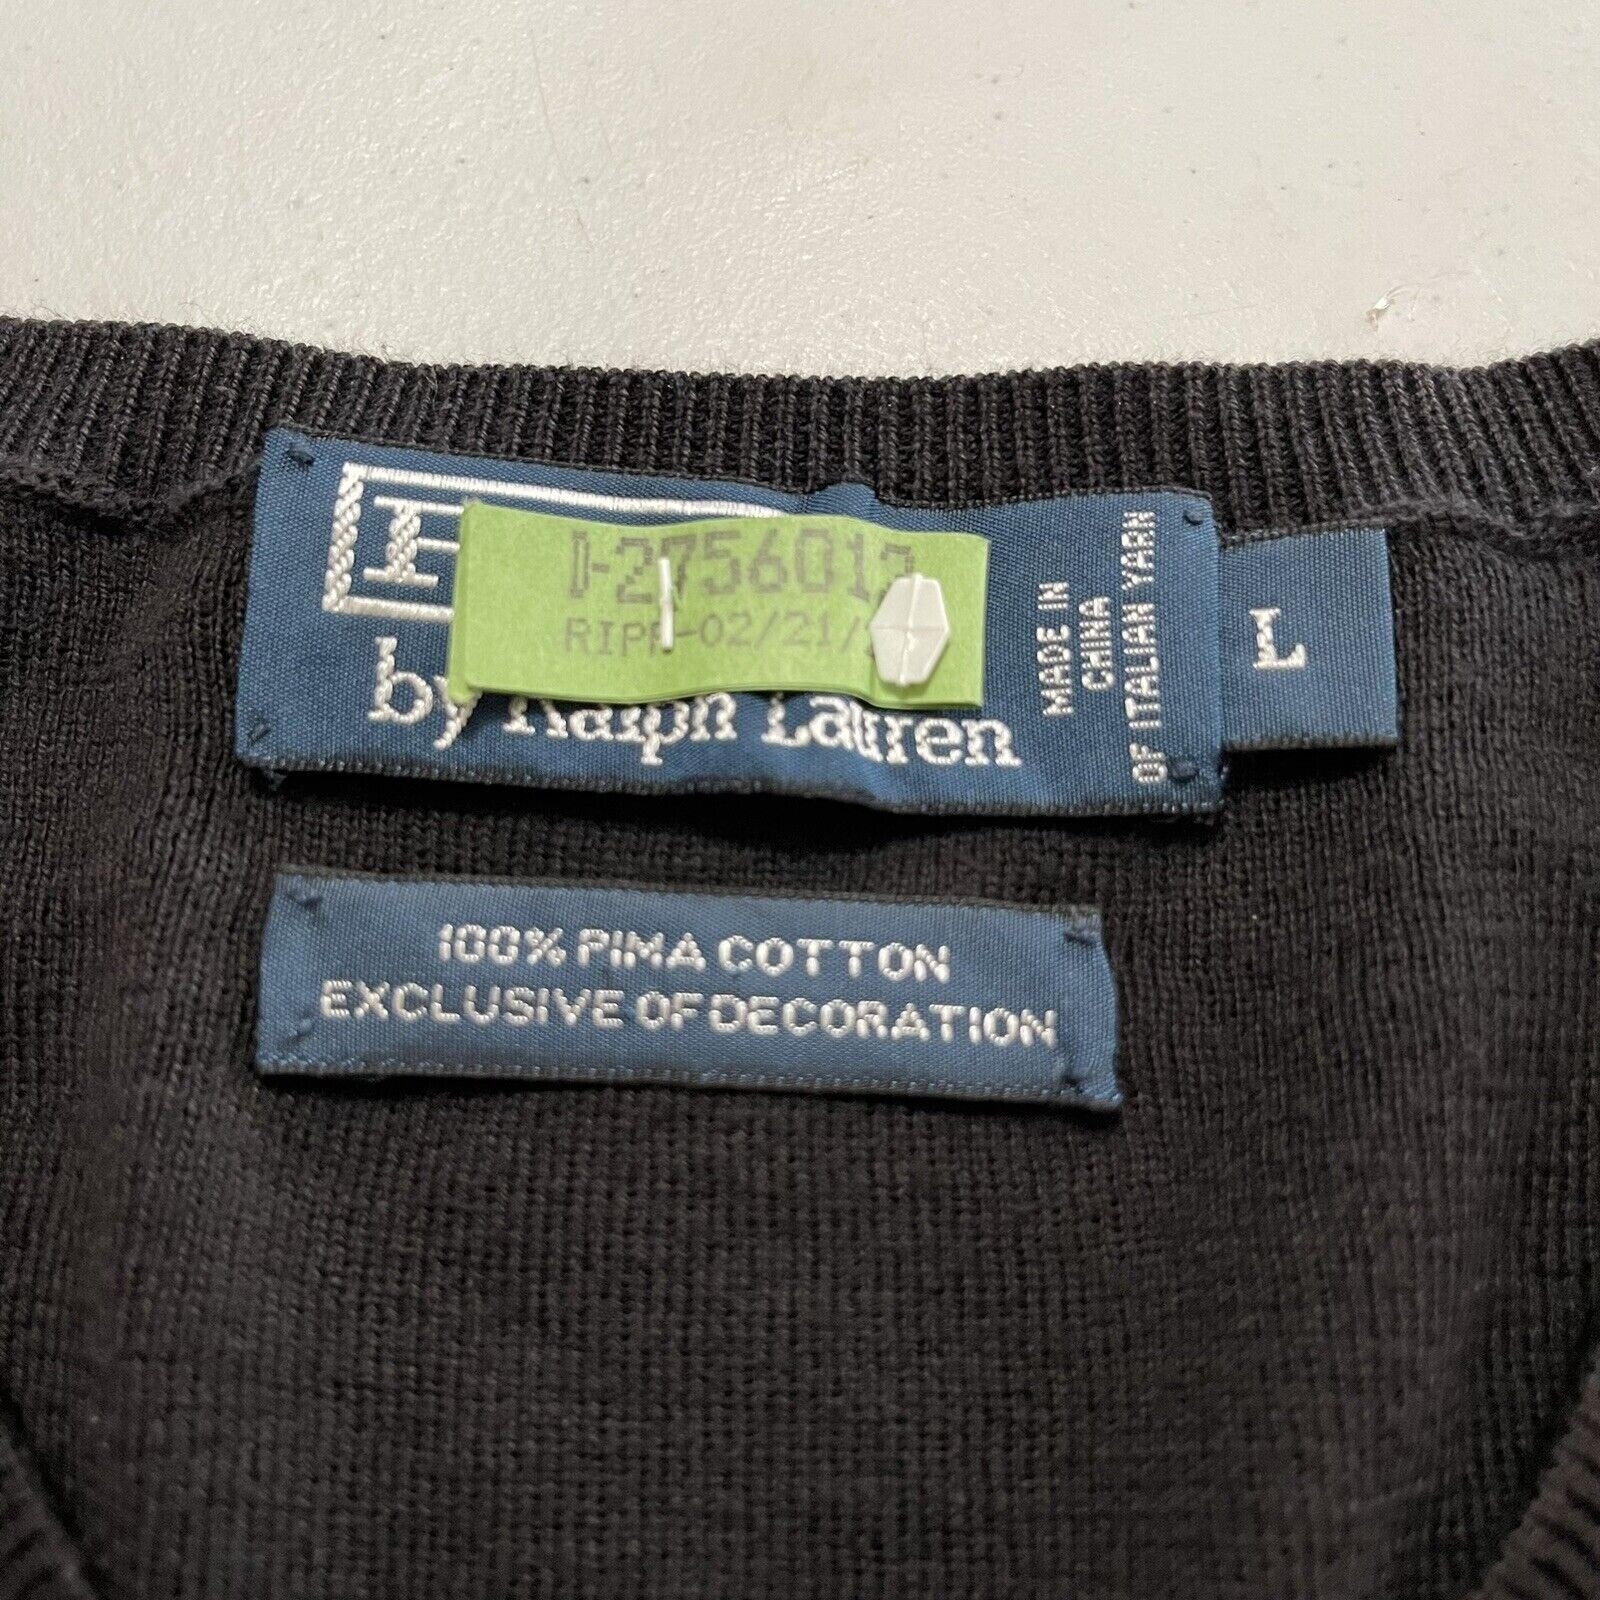 by Ralph Lauren
MADE IN
CHINA
OF ITALIAN YARN
L
100% PIMA COTTON
EXCLUSIVE OF DECORATION